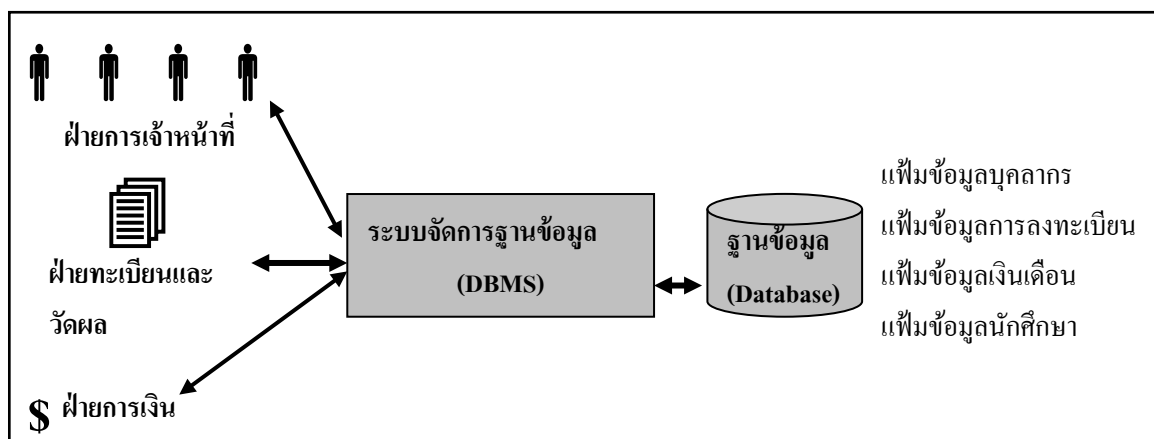 ฝ่ายการเจ้าหน้าที่
ฝ่ายทะเบียนและ
วัดผล
$ ฝ่ายการเงิน
ระบบจัดการฐานข้อมูล
(DBMS)
ฐานข้อมูล
(Database)
แฟ้มข้อมูลบุคลากร
แฟ้มข้อมูลการลงทะเบียน
แฟ้มข้อมูลเงินเดือน
แฟ้มข้อมูลนักศึกษา